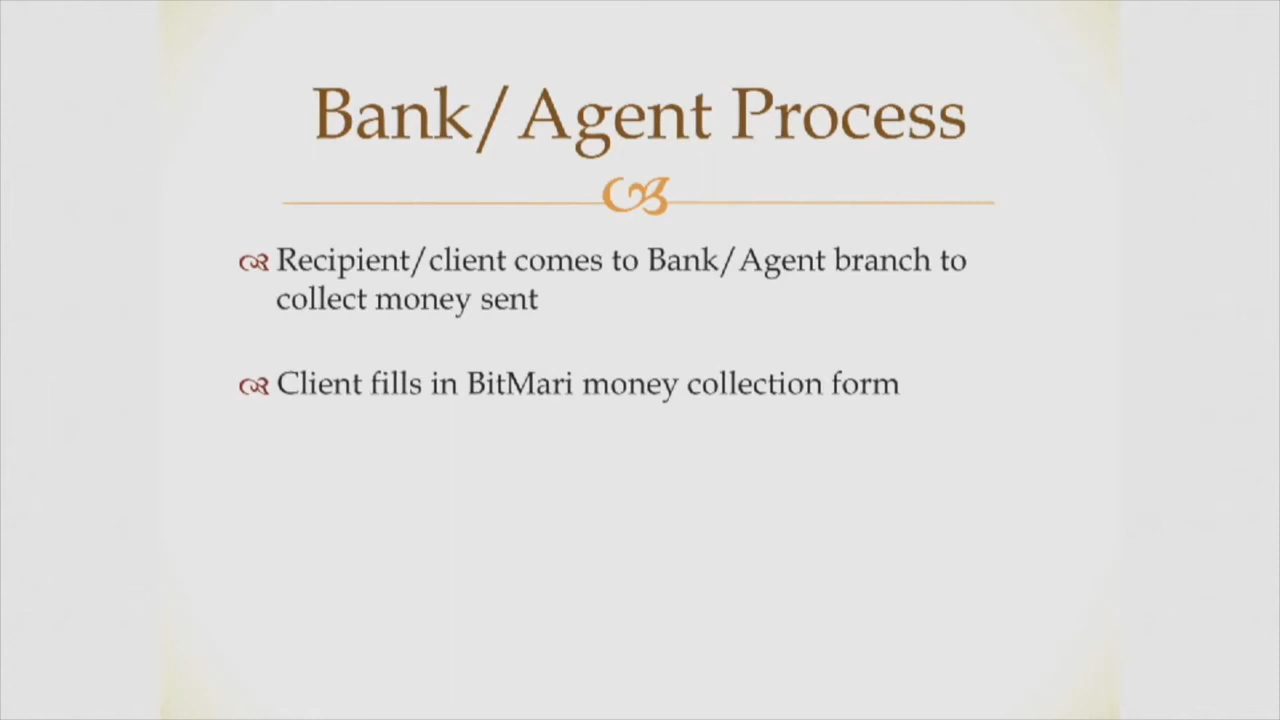 Bank/Agent Process
Recipient/client comes to Bank/Agent branch to
collect money sent
Client fills in BitMari money collection form